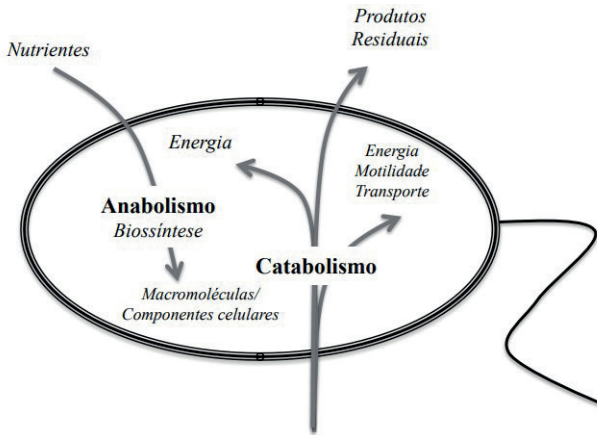 Produtos
Residuais
Nutrientes
Energia
Energia
Motilidade
Transporte
Anabolismo
Biossíntese
Catabolismo
Macromoléculas/
Componentes celulares